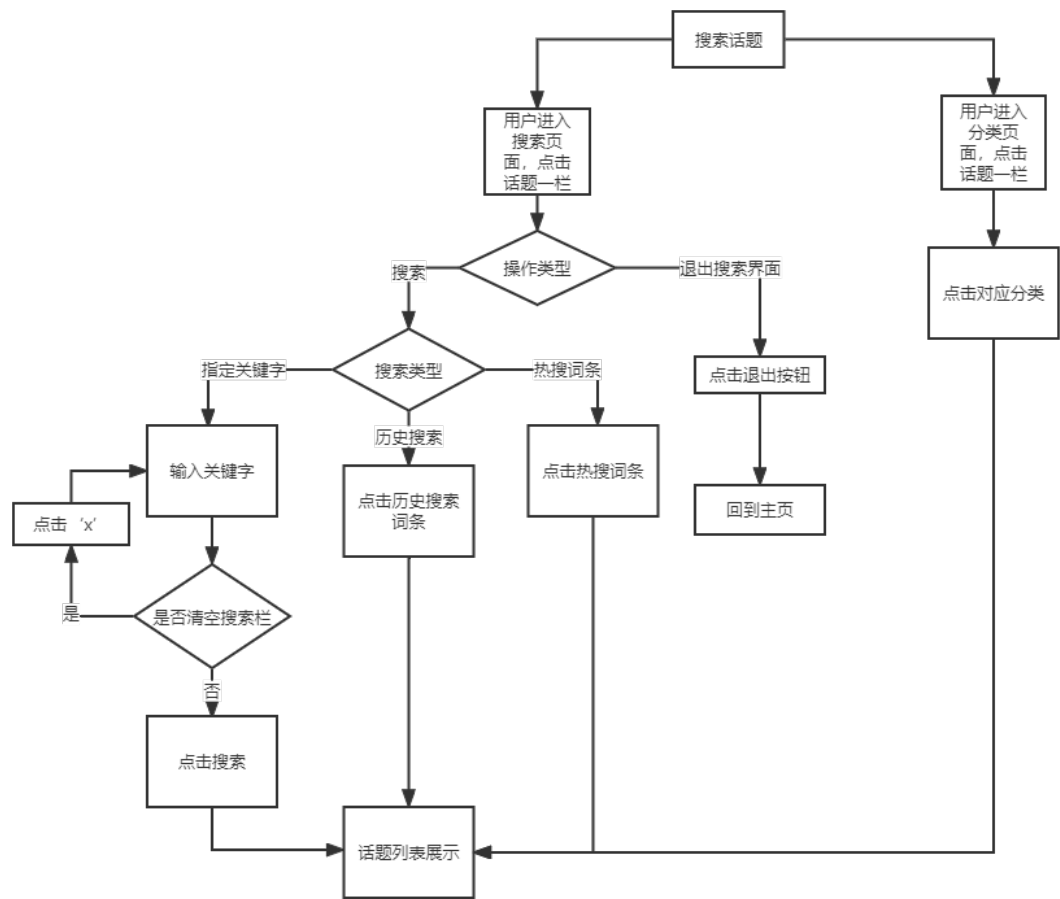 搜索话题
用户进入
搜索页
面，点击
话题一栏
用户进入
分类页
面，点击
话题一栏
操作类型
搜索
退出搜索界面
点击对应分类
搜索类型
指定关键字
热搜词条
点击退出按钮
历史搜索
输入关键字
点击热搜词条
点击历史搜索
词条
回到主页
点击‘x’
是否清空搜索栏
是
否
点击搜索
话题列表展示